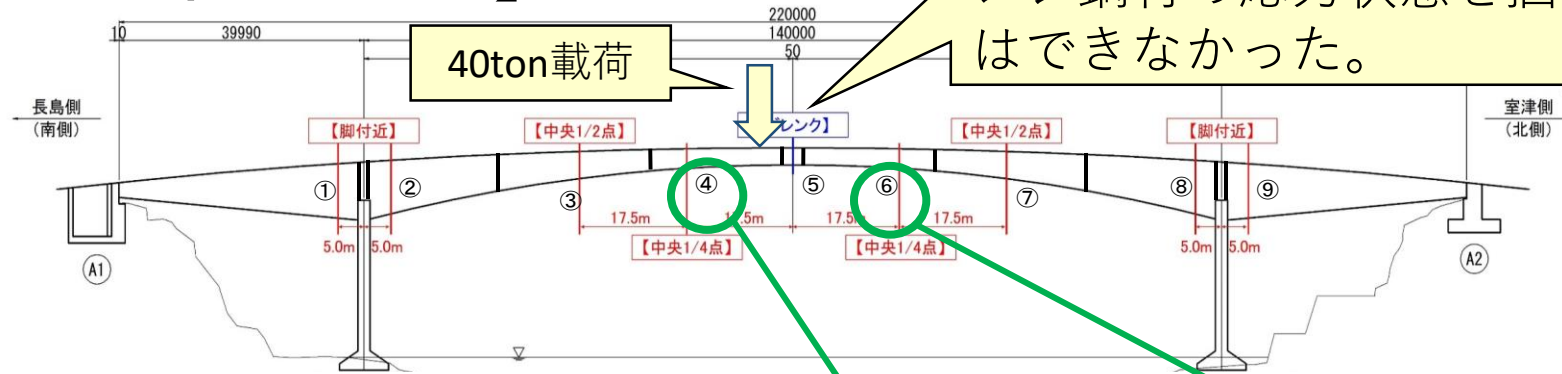 はできなかった。
220000
10
39990
140000
50
40ton載荷
長島側
(南側)
室津側
(北側)
【脚付近】
【中央1/2点】
レンク】
【中央1/2点】
【脚付近】
①
②
③
④
⑤
⑥
⑦
⑧
⑨
17.5m
17.5m
17.5m
17.5m
5.0m
5.0m
【中央1/4点】
【中央1/4点】
5.0m
5.0m
A1
A2